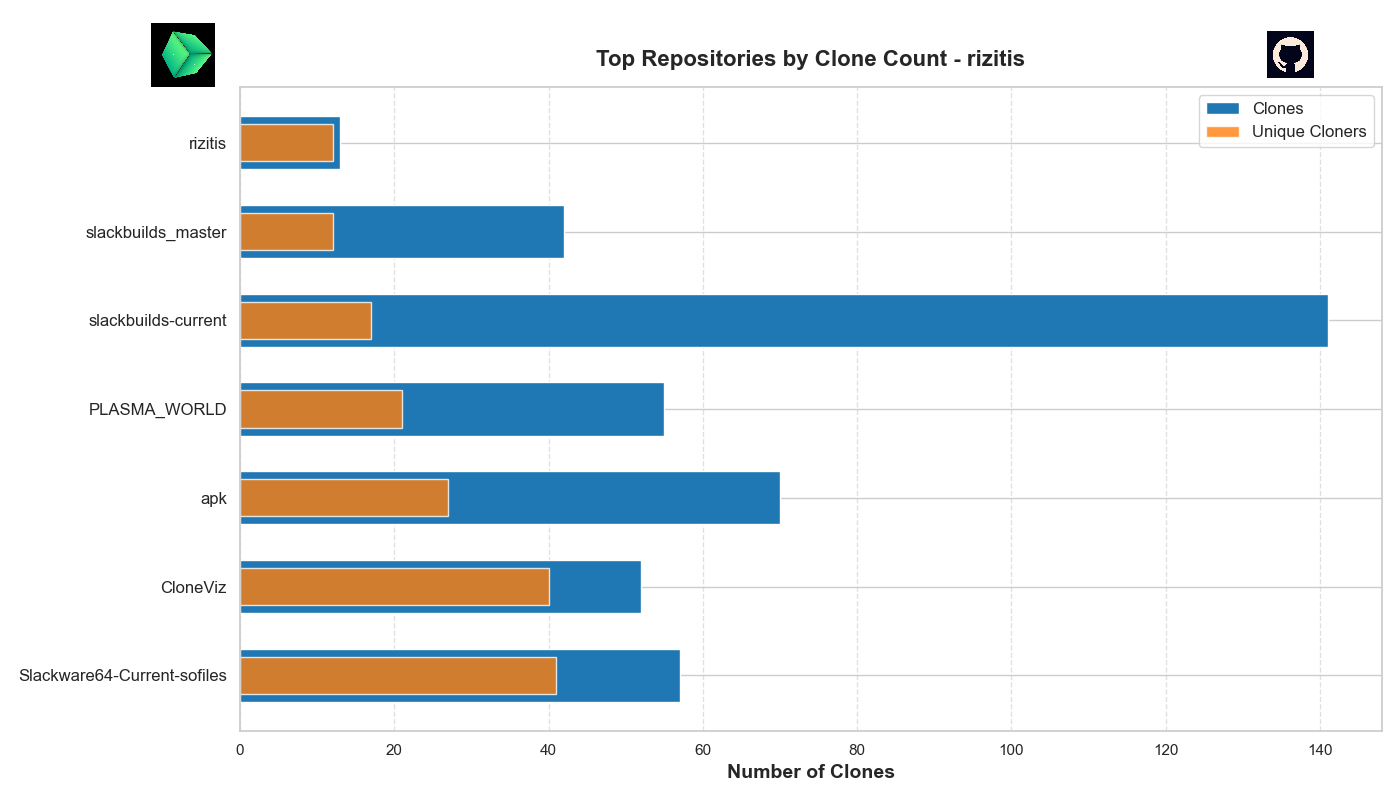 Top Repositories by Clone Count - rizitis
Clones
Unique Cloners
rizitis
slackbuilds_master
slackbuilds-current
PLASMA_WORLD
apk
CloneViz
Slackware64-Current-sofiles
0 20 40 60 80 100 120 140
Number of Clones